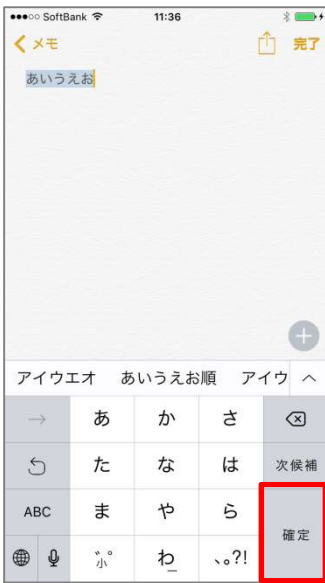 SoftBank 11:36
メモ 完了
あいうえお
アイウエオ あいうえお順 アイウ
あ か さ
た な は 次候補
ABC ま や ら 確定
小゛゜ わ 、。?!